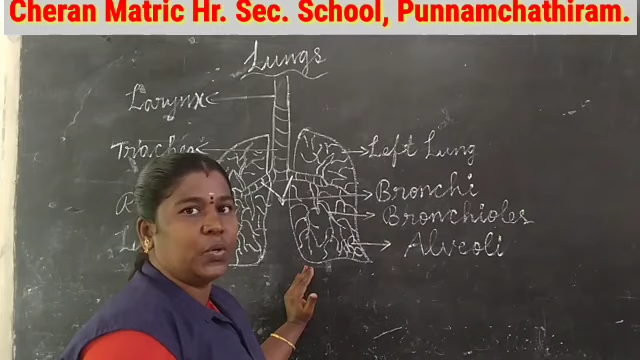 Cheran Matric Hr. Sec. School, Punnamchathiram.
Lungs
Larynx
Trachea
Left Lung
Bronchi
Bronchioles
Alveoli